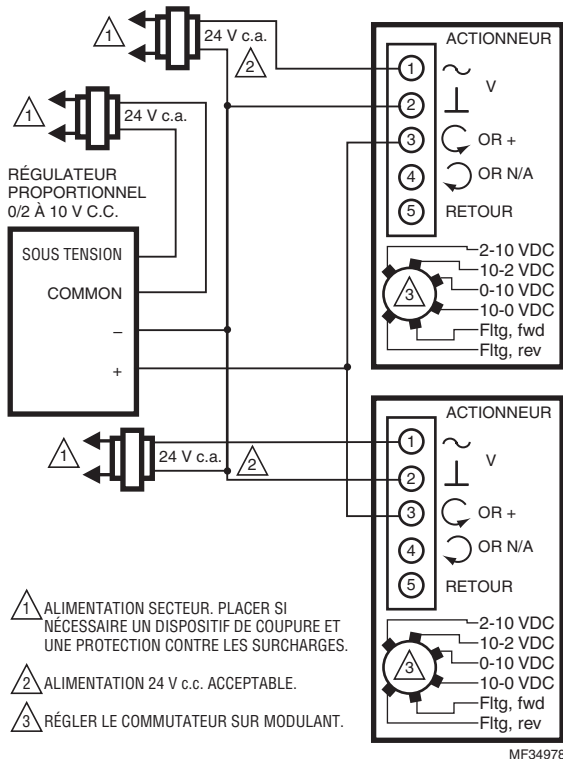 1
24 V c.a.
2
1
24 V c.a.
RÉGULATEUR
PROPORTIONNEL
0/2 À 10 V C.C.
SOUS TENSION
COMMON
–
+
ACTIONNEUR
1
V
2
3 OR +
4 OR N/A
5 RETOUR
2-10 VDC
10-2 VDC
3
0-10 VDC
10-0 VDC
Fltg, fwd
Fltg, rev
1
24 V c.a.
2
ACTIONNEUR
1
V
2
3 OR +
4 OR N/A
5 RETOUR
2-10 VDC
10-2 VDC
3
0-10 VDC
10-0 VDC
Fltg, fwd
Fltg, rev
1 ALIMENTATION SECTEUR. PLACER SI
NÉCESSAIRE UN DISPOSITIF DE COUPURE ET
UNE PROTECTION CONTRE LES SURCHARGES.
2 ALIMENTATION 24 V c.c. ACCEPTABLE.
3 RÉGLER LE COMMUTATEUR SUR MODULANT.
MF34978